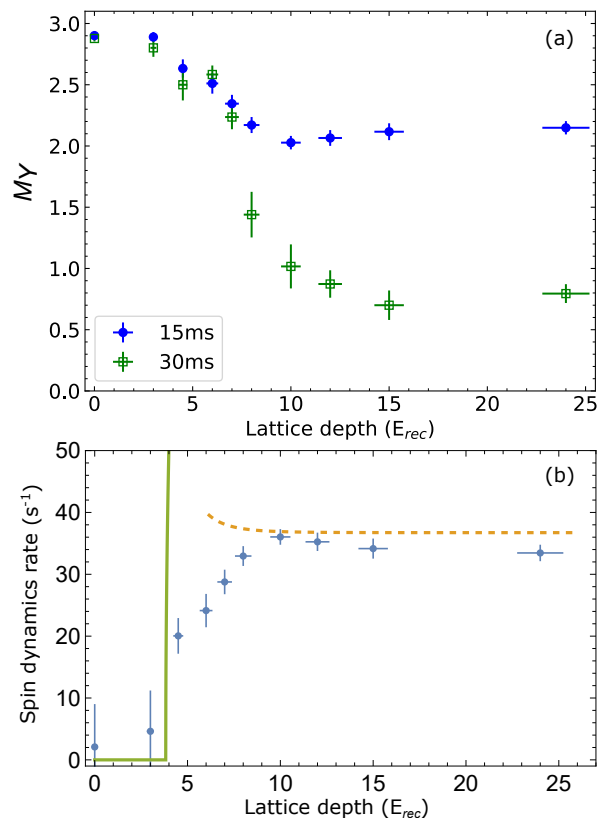 (a)
3.0
2.5
2.0
1.5
1.0
0.5
0.0
M_Y
15ms
30ms
0 5 10 15 20 25
Lattice depth (E_rec)
(b)
50
40
30
20
10
0
Spin dynamics rate (s⁻¹)
0 5 10 15 20 25
Lattice depth (E_rec)